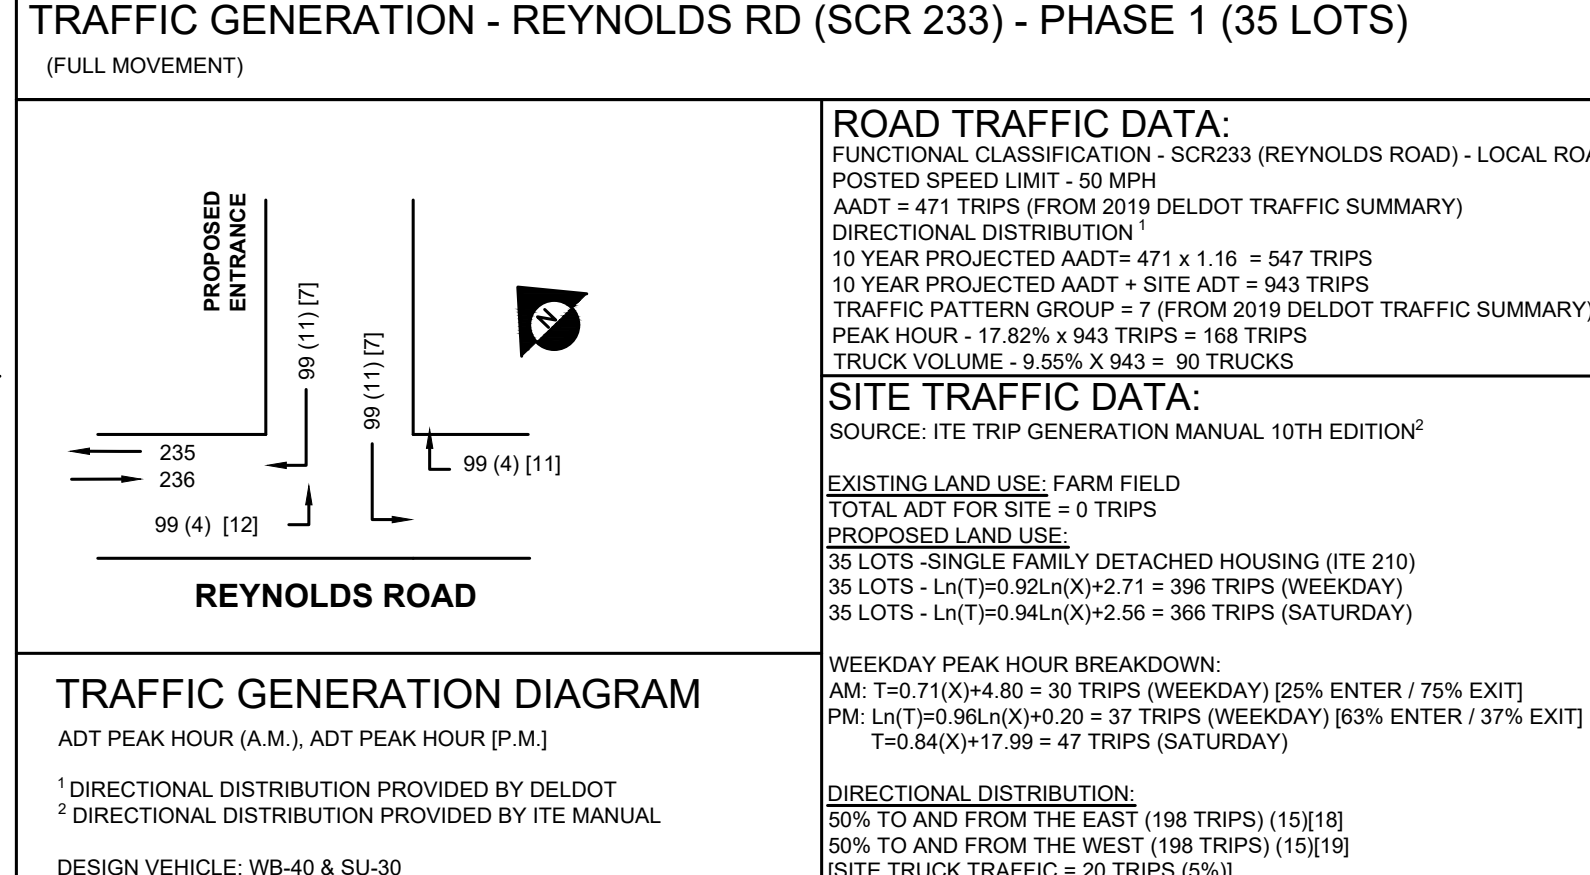 TRAFFIC GENERATION - REYNOLDS RD (SCR 233) - PHASE 1 (35 LOTS)
(FULL MOVEMENT)
PROPOSED
ENTRANCE
99 (11) [7]
99 (11) [7]
N
235
236
99 (4) [11]
99 (4) [12]
REYNOLDS ROAD
TRAFFIC GENERATION DIAGRAM
ADT PEAK HOUR (A.M.), ADT PEAK HOUR [P.M.]
1 DIRECTIONAL DISTRIBUTION PROVIDED BY DELDOT
2 DIRECTIONAL DISTRIBUTION PROVIDED BY ITE MANUAL
DESIGN VEHICLE: WB-40 & SU-30
ROAD TRAFFIC DATA:
FUNCTIONAL CLASSIFICATION - SCR233 (REYNOLDS ROAD) - LOCAL
POSTED SPEED LIMIT - 50 MPH
AADT = 471 TRIPS (FROM 2019 DELDOT TRAFFIC SUMMARY)
DIRECTIONAL DISTRIBUTION 1
10 YEAR PROJECTED AADT= 471 x 1.16 = 547 TRIPS
10 YEAR PROJECTED AADT + SITE ADT = 943 TRIPS
TRAFFIC PATTERN GROUP = 7 (FROM 2019 DELDOT TRAFFIC SUMMARY)
PEAK HOUR - 17.82% x 943 TRIPS = 168 TRIPS
TRUCK VOLUME - 9.55% X 943 = 90 TRUCKS
SITE TRAFFIC DATA:
SOURCE: ITE TRIP GENERATION MANUAL 10TH EDITION2
EXISTING LAND USE: FARM FIELD
TOTAL ADT FOR SITE = 0 TRIPS
PROPOSED LAND USE:
35 LOTS -SINGLE FAMILY DETACHED HOUSING (ITE 210)
35 LOTS - Ln(T)=0.92Ln(X)+2.71 = 396 TRIPS (WEEKDAY)
35 LOTS - Ln(T)=0.94Ln(X)+2.56 = 366 TRIPS (SATURDAY)
WEEKDAY PEAK HOUR BREAKDOWN:
AM: T=0.71(X)+4.80 = 30 TRIPS (WEEKDAY) [25% ENTER / 75% EXIT]
PM: Ln(T)=0.96Ln(X)+0.20 = 37 TRIPS (WEEKDAY) [63% ENTER / 37% EXIT]
T=0.84(X)+17.99 = 47 TRIPS (SATURDAY)
DIRECTIONAL DISTRIBUTION:
50% TO AND FROM THE EAST (198 TRIPS) (15)[18]
50% TO AND FROM THE WEST (198 TRIPS) (15)[19]
[SITE TRUCK TRAFFIC = 20 TRIPS (5%)]